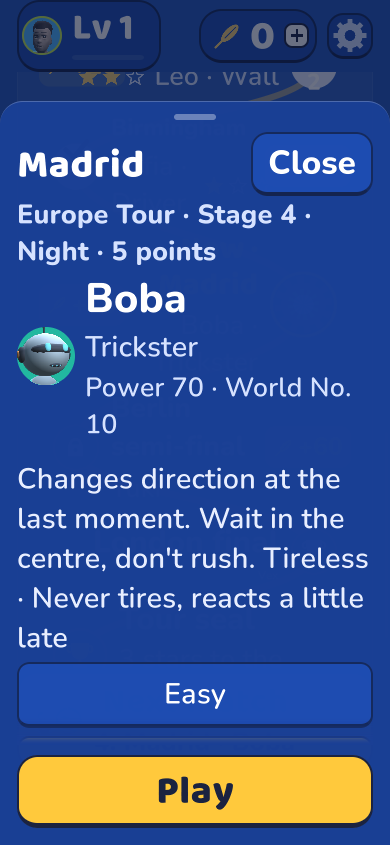 Lv 1
0
Leo · Wall
2
Madrid
Close
Europe Tour · Stage 4 ·
Night · 5 points
Boba
Trickster
Power 70 · World No.
10
Changes direction at the
last moment. Wait in the
centre, don't rush. Tireless
· Never tires, reacts a little
late
Easy
Play